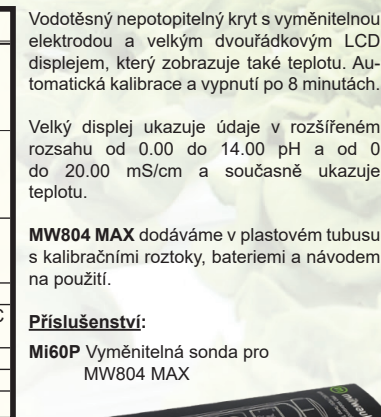 Vodotěsný nepotopitelný kryt s vyměnitelnou
elektrodou a velkým dvouřádkovým LCD
displejem, který zobrazuje také teplotu. Au-
tomatická kalibrace a vypnutí po 8 minutách.
Velký displej ukazuje údaje v rozšířeném
rozsahu od 0.00 do 14.00 pH a od 0
do 20.00 mS/cm a současně ukazuje
teplotu.
MW804 MAX dodáváme v plastovém tubusu
s kalibračními roztoky, bateriemi a návodem
na použití.
C
Příslušenství:
Mi60P Vyměnitelná sonda pro
MW804 MAX